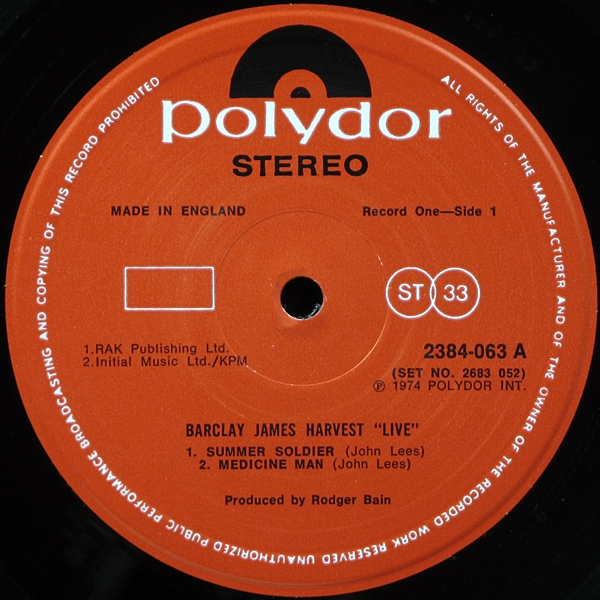 polydor
STEREO
MADE IN ENGLAND
Record One—Side 1
ST 33
1.RAK Publishing Ltd.
2.Initial Music Ltd./KPM
2384-063 A
(SET NO. 2683 052)
℗ 1974 POLYDOR INT.
BARCLAY JAMES HARVEST "LIVE"
1. SUMMER SOLDIER (John Lees)
2. MEDICINE MAN (John Lees)
Produced by Rodger Bain
ALL RIGHTS OF THE MANUFACTURER AND OF THE OWNER OF THE RECORDED WORK RESERVED UNAUTHORIZED PUBLIC PERFORMANCE BROADCASTING AND COPYING OF THIS RECORD PROHIBITED